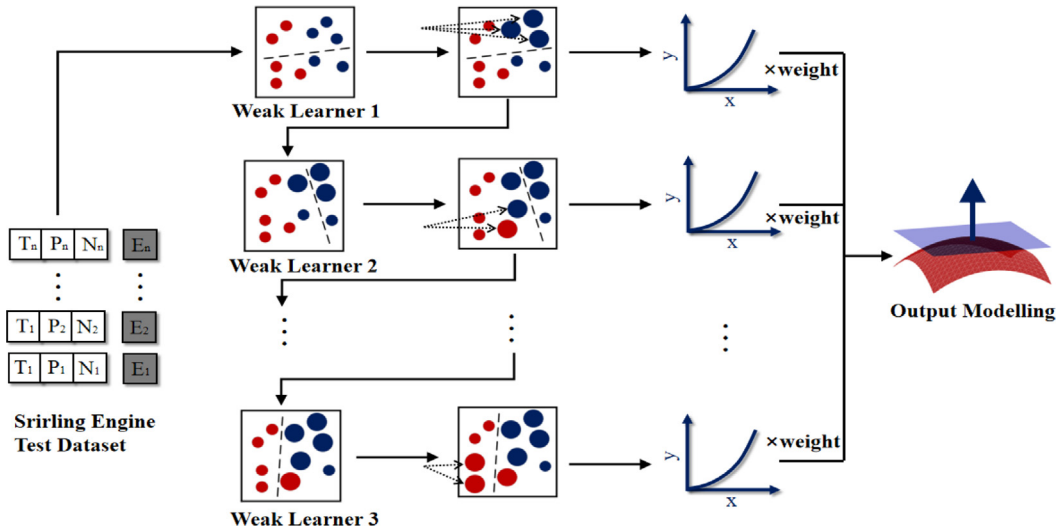 Weak Learner 1
y
x
×weight
Weak Learner 2
y
x
×weight
Tn Pn Nn En
T1 P2 N2 E2
T1 P1 N1 E1
Srirling Engine
Test Dataset
Output Modelling
Weak Learner 3
y
x
×weight